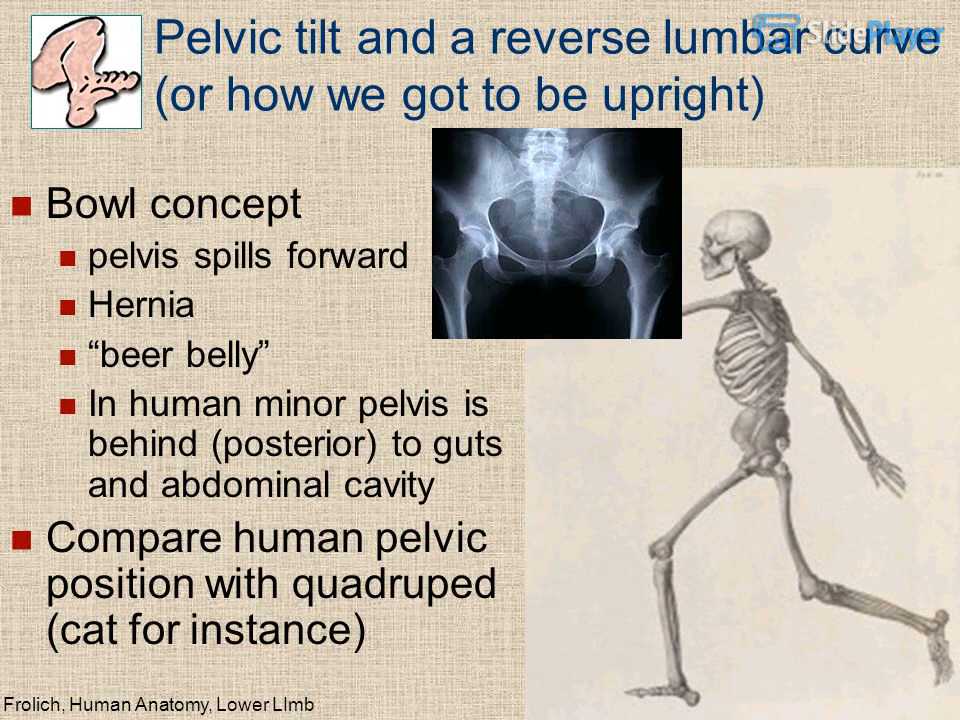 Pelvic tilt and a reverse lumbar curve
(or how we got to be upright)
SlidePlayer
Bowl concept
pelvis spills forward
Hernia
“beer belly”
In human minor pelvis is
behind (posterior) to guts
and abdominal cavity
Compare human pelvic
position with quadruped
(cat for instance)
Frolich, Human Anatomy, Lower LImb